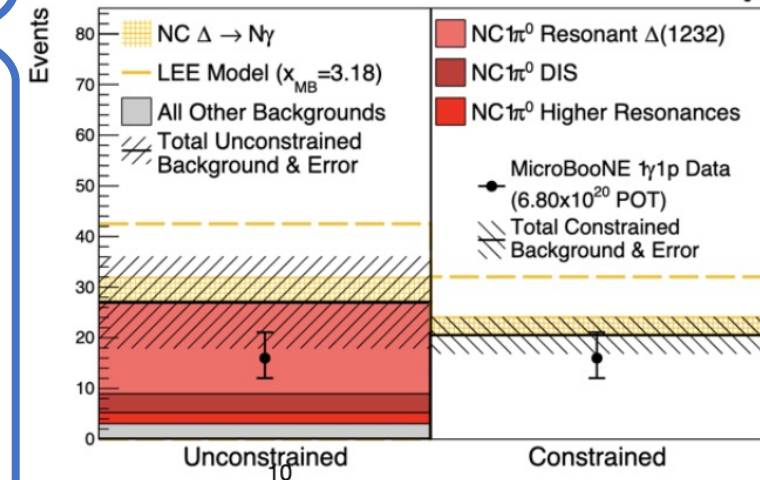 Events
80
70
60
50
40
30
20
10
0
NC Δ → Nγ
LEE Model (x_MB=3.18)
All Other Backgrounds
Total Unconstrained
Background & Error
NC1π⁰ Resonant Δ(1232)
NC1π⁰ DIS
NC1π⁰ Higher Resonances
MicroBooNE 1γ1p Data
(6.80x10²⁰ POT)
Total Constrained
Background & Error
Unconstrained
Constrained
10